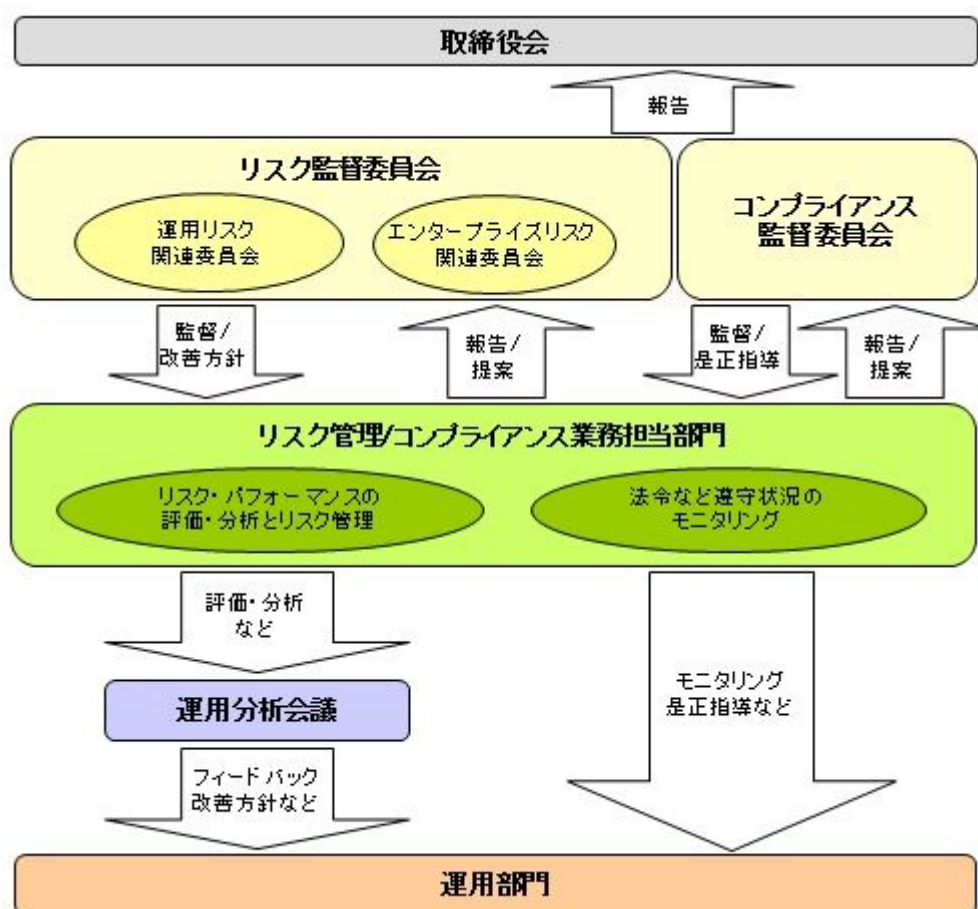 取締役会
報告
リスク監督委員会
運用リスク
関連委員会
エンタープライズリスク
関連委員会
コンプライアンス
監督委員会
監督/
改善方針
報告/
提案
監督/
是正指導
報告/
提案
リスク管理/コンプライアンス業務担当部門
リスク・パフォーマンスの
評価・分析とリスク管理
法令など遵守状況の
モニタリング
評価・分析
など
運用分析会議
フィードバック
改善方針など
モニタリング
是正指導など
運用部門